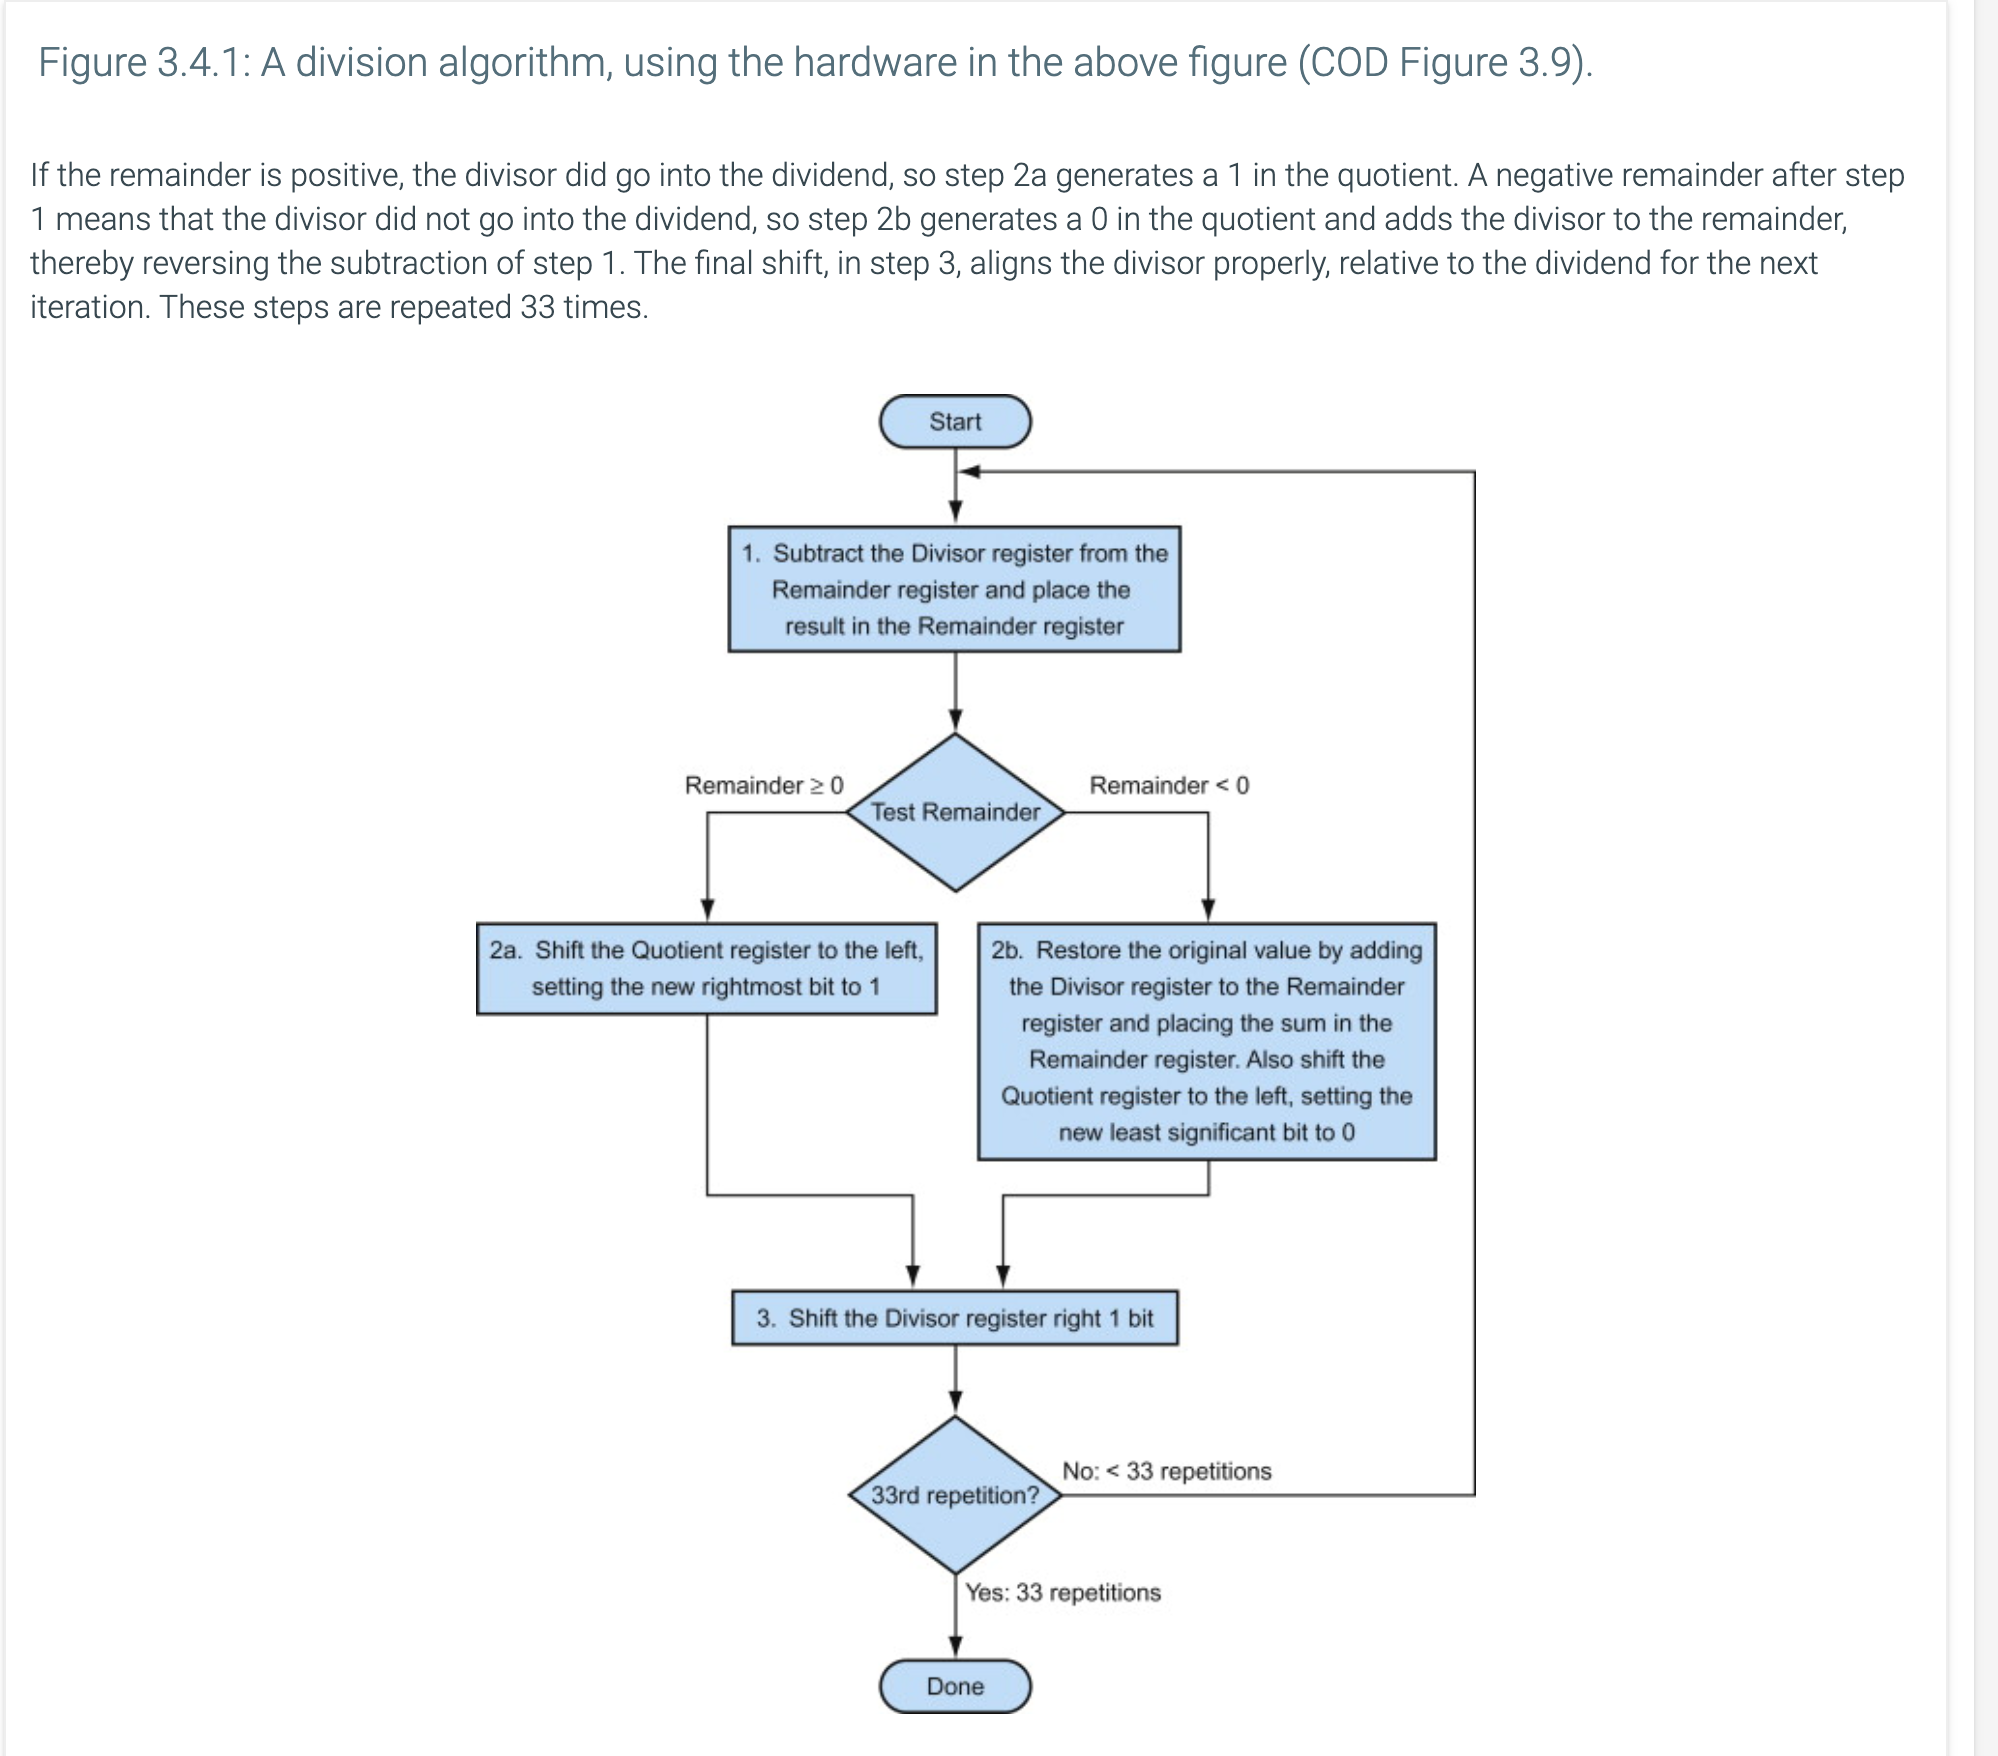 Figure 3.4.1: A division algorithm, using the hardware in the above figure (COD Figure 3.9).
If the remainder is positive, the divisor did go into the dividend, so step 2a generates a 1 in the quotient. A negative remainder after step
1 means that the divisor did not go into the dividend, so step 2b generates a 0 in the quotient and adds the divisor to the remainder,
thereby reversing the subtraction of step 1. The final shift, in step 3, aligns the divisor properly, relative to the dividend for the next
iteration. These steps are repeated 33 times.
Start
1. Subtract the Divisor register from the
Remainder register and place the
result in the Remainder register
Remainder ≥ 0
Remainder < 0
Test Remainder
2a. Shift the Quotient register to the left,
setting the new rightmost bit to 1
2b. Restore the original value by adding
the Divisor register to the Remainder
register and placing the sum in the
Remainder register. Also shift the
Quotient register to the left, setting the
new least significant bit to 0
3. Shift the Divisor register right 1 bit
No: < 33 repetitions
33rd repetition?
Yes: 33 repetitions
Done